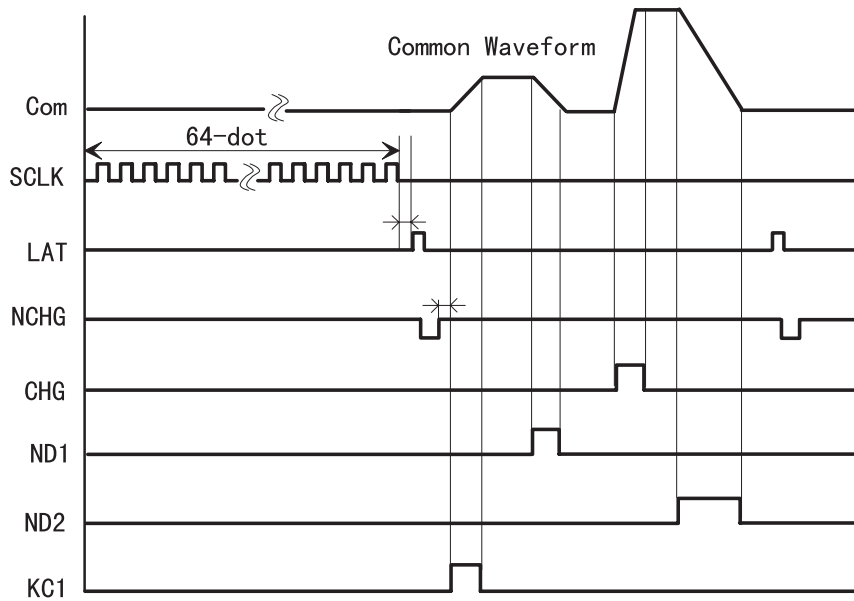 Common Waveform
Com
64-dot
SCLK
LAT
NCHG
CHG
ND1
ND2
KC1